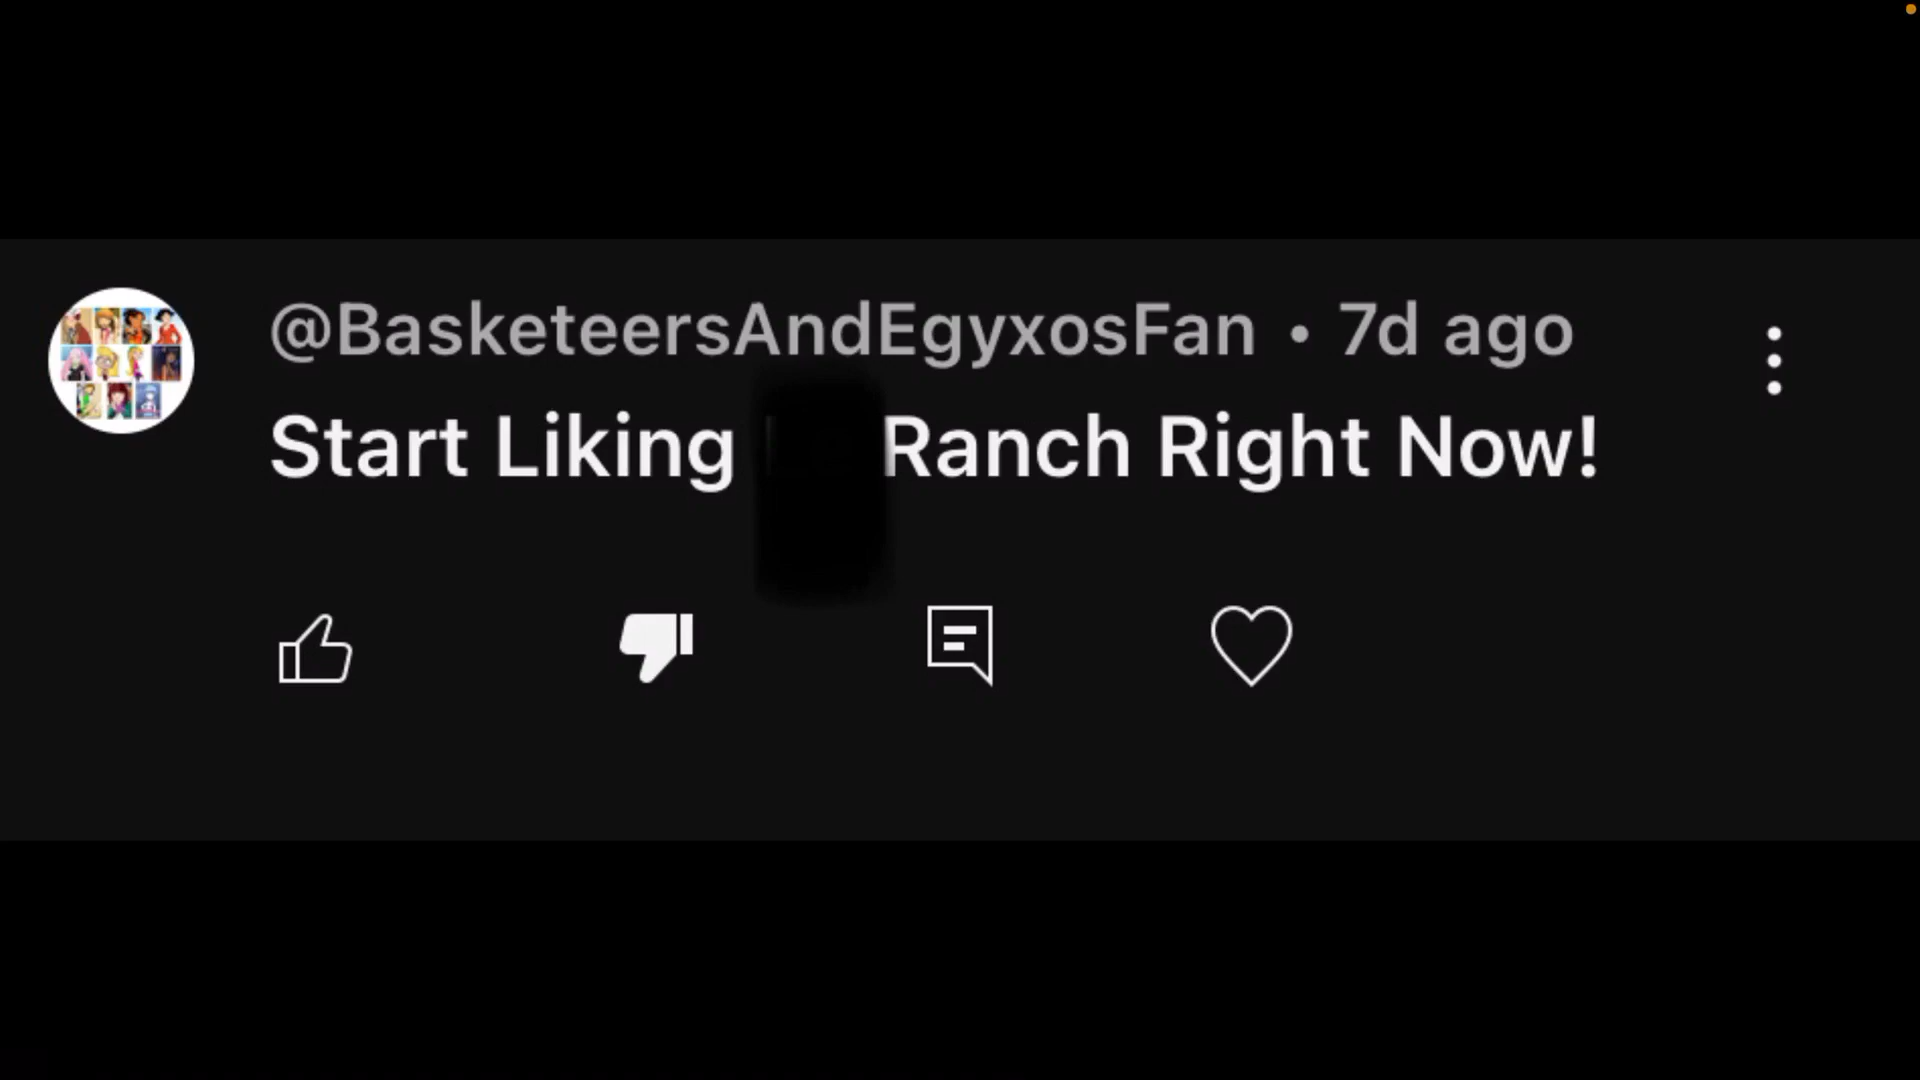 @BasketeersAndEgyxosFan • 7d ago
Start Liking Ranch Right Now!